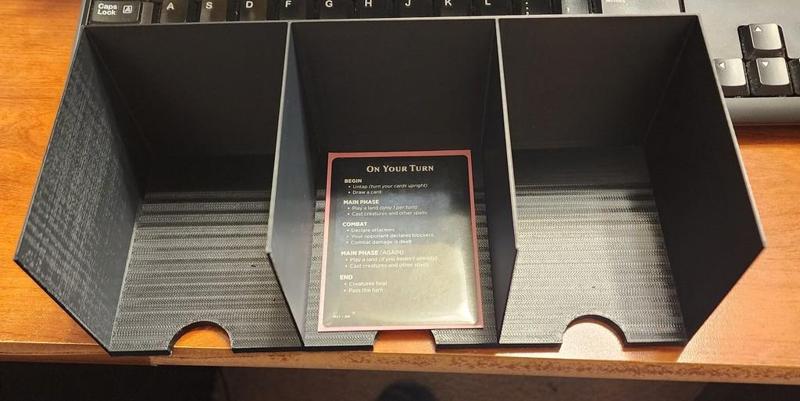 Caps Lock A
A S D F G H J K L
ON YOUR TURN
BEGIN
• Untap (turn your cards upright)
• Draw a card
MAIN PHASE
• Play a land (only 1 per turn)
• Cast creatures and other spells
COMBAT
• Declare attackers
• Your opponent declares blockers
• Combat damage is dealt
MAIN PHASE (AGAIN)
• Play a land (if you haven't already)
• Cast creatures and other spells
END
• Creatures heal
• Pass the turn